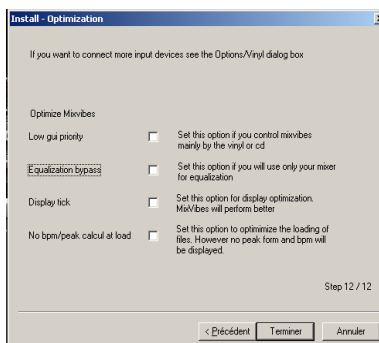 Install - Optimization
If you want to connect more input devices see the Options/Vinyl dialog box
Optimize Mixvibes
Low gui priority
Set this option if you control mixvibes
mainly by the vinyl or cd
Equalization bypass
Set this option if you will use only your mixer
for equalization
Display tick
Set this option for display optimization.
MixVibes will perform better
No bpm/peak calcul at load
Set this option to optimimize the loading of
files. However no peak form and bpm will
be displayed.
Step 12 / 12
< Précédent
Terminer
Annuler